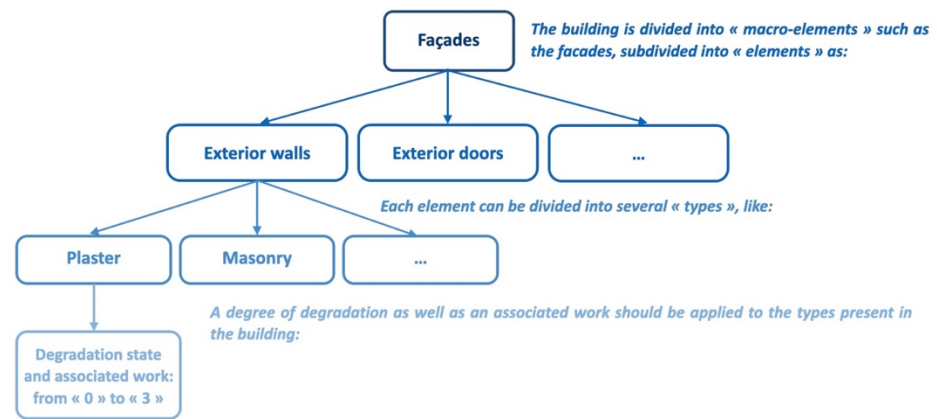 Façades
The building is divided into « macro-elements » such as
the facades, subdivided into « elements » as:
Exterior walls
Exterior doors
...
Each element can be divided into several « types », like:
Plaster
Masonry
...
A degree of degradation as well as an associated work should be applied to the types present in
the building:
Degradation state
and associated work:
from « 0 » to « 3 »